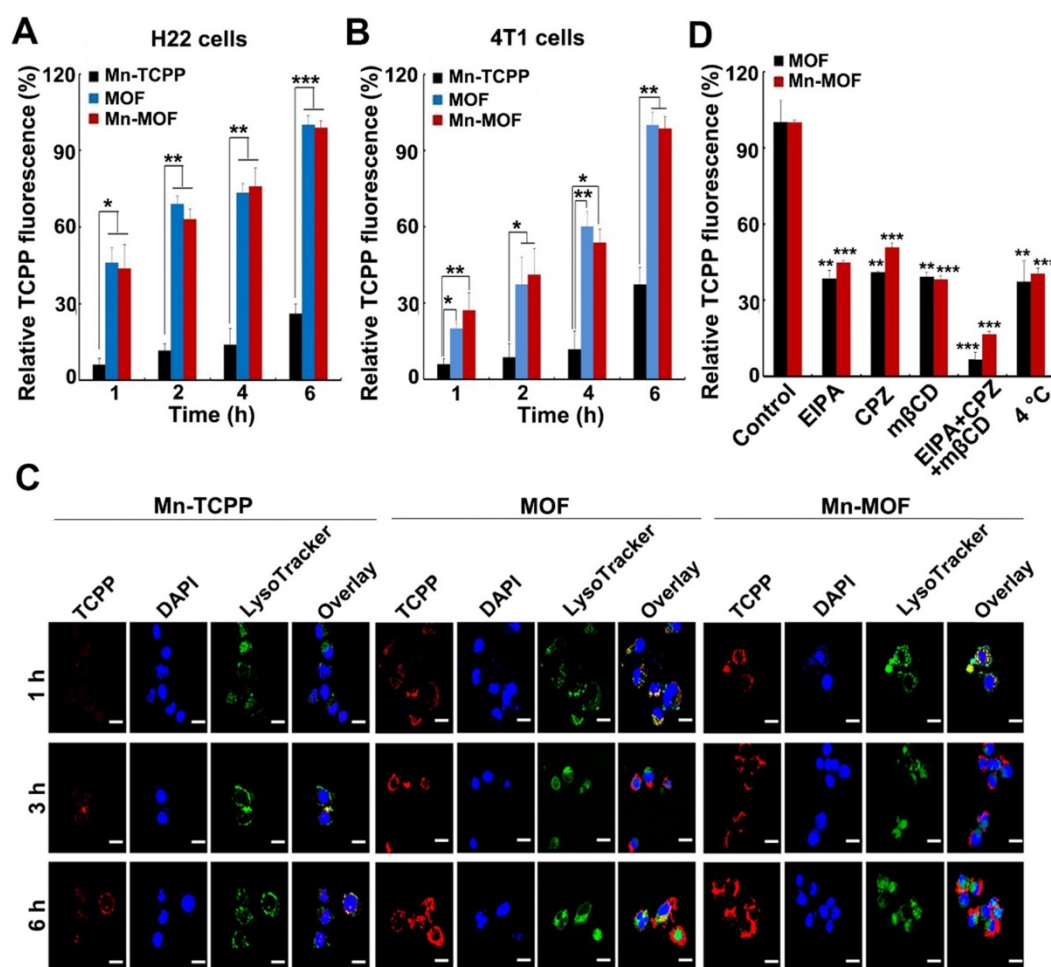 A
H22 cells
Relative TCPP fluorescence (%)
120
90
60
30
0
Mn-TCPP
MOF
Mn-MOF
*
**
**
***
1
2
4
6
Time (h)
B
4T1 cells
Relative TCPP fluorescence (%)
120
90
60
30
0
Mn-TCPP
MOF
Mn-MOF
**
*
*
*
**
**
1
2
4
6
Time (h)
D
Relative TCPP fluorescence (%)
120
90
60
30
0
MOF
Mn-MOF
** ***
** ***
** ***
*** ***
** ***
Control
EIPA
CPZ
mβCD
EIPA+CPZ
+mβCD
4 °C
C
Mn-TCPP
MOF
Mn-MOF
TCPP
DAPI
LysoTracker
Overlay
TCPP
DAPI
LysoTracker
Overlay
TCPP
DAPI
LysoTracker
Overlay
1 h
3 h
6 h